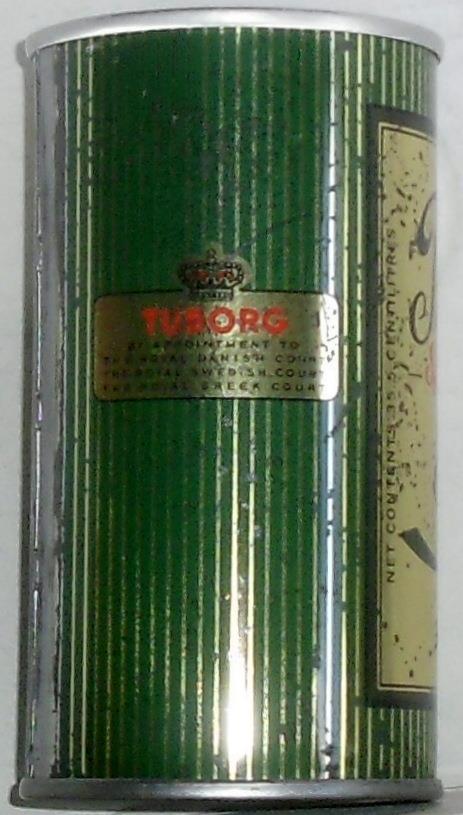 TUBORG
BY APPOINTMENT TO
THE ROYAL DANISH COURT
THE ROYAL SWEDISH COURT
THE ROYAL GREEK COURT
NET CONTENTS 35,5 CENTILITRES